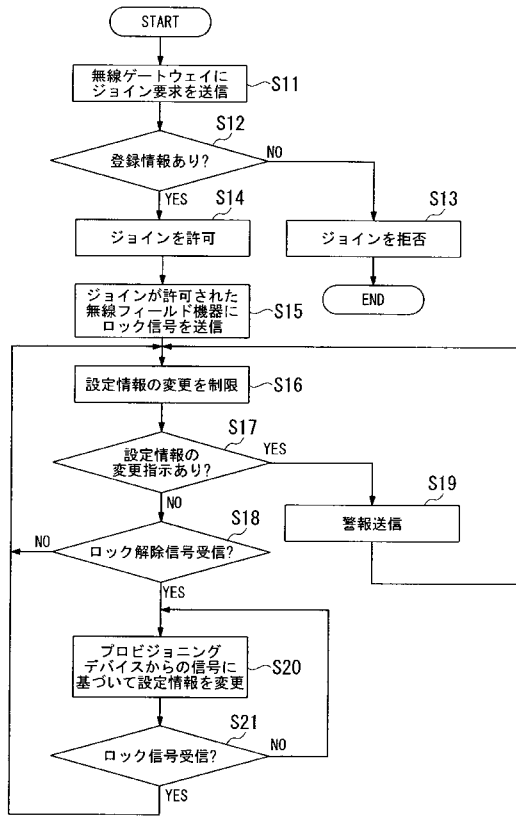 START
無線ゲートウェイに
ジョイン要求を送信
S11
S12
登録情報あり?
NO
YES
S14
S13
ジョインを許可
ジョインを拒否
END
ジョインが許可された
無線フィールド機器に
ロック信号を送信
S15
設定情報の変更を制限
S16
S17
設定情報の
変更指示あり?
YES
NO
S19
警報送信
S18
ロック解除信号受信?
NO
YES
プロビジョニング
デバイスからの信号に
基づいて設定情報を変更
S20
S21
ロック信号受信?
NO
YES